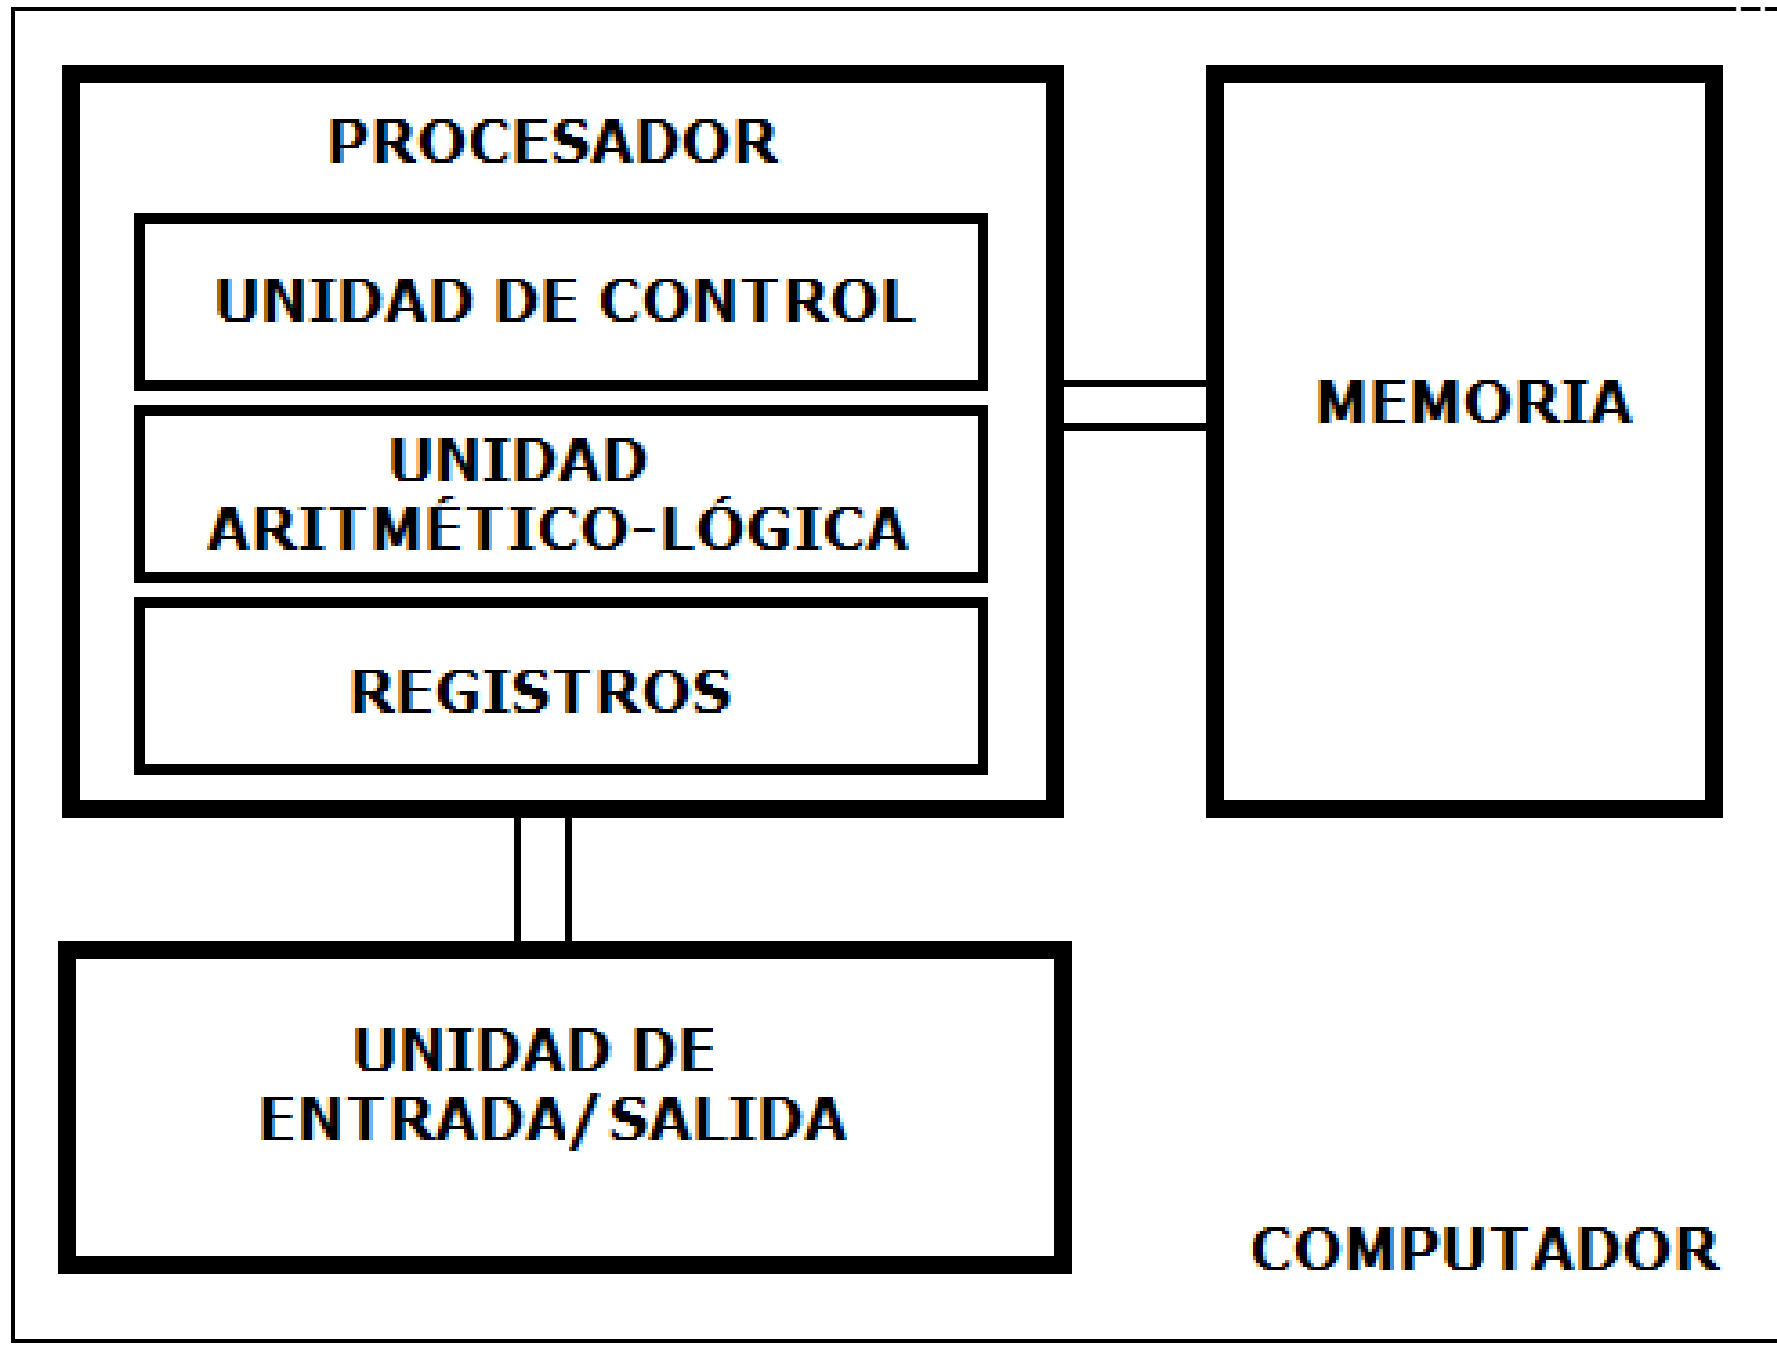 PROCESADOR
UNIDAD DE CONTROL
UNIDAD
ARITMÉTICO-LÓGICA
REGISTROS
MEMORIA
UNIDAD DE
ENTRADA/SALIDA
COMPUTADOR